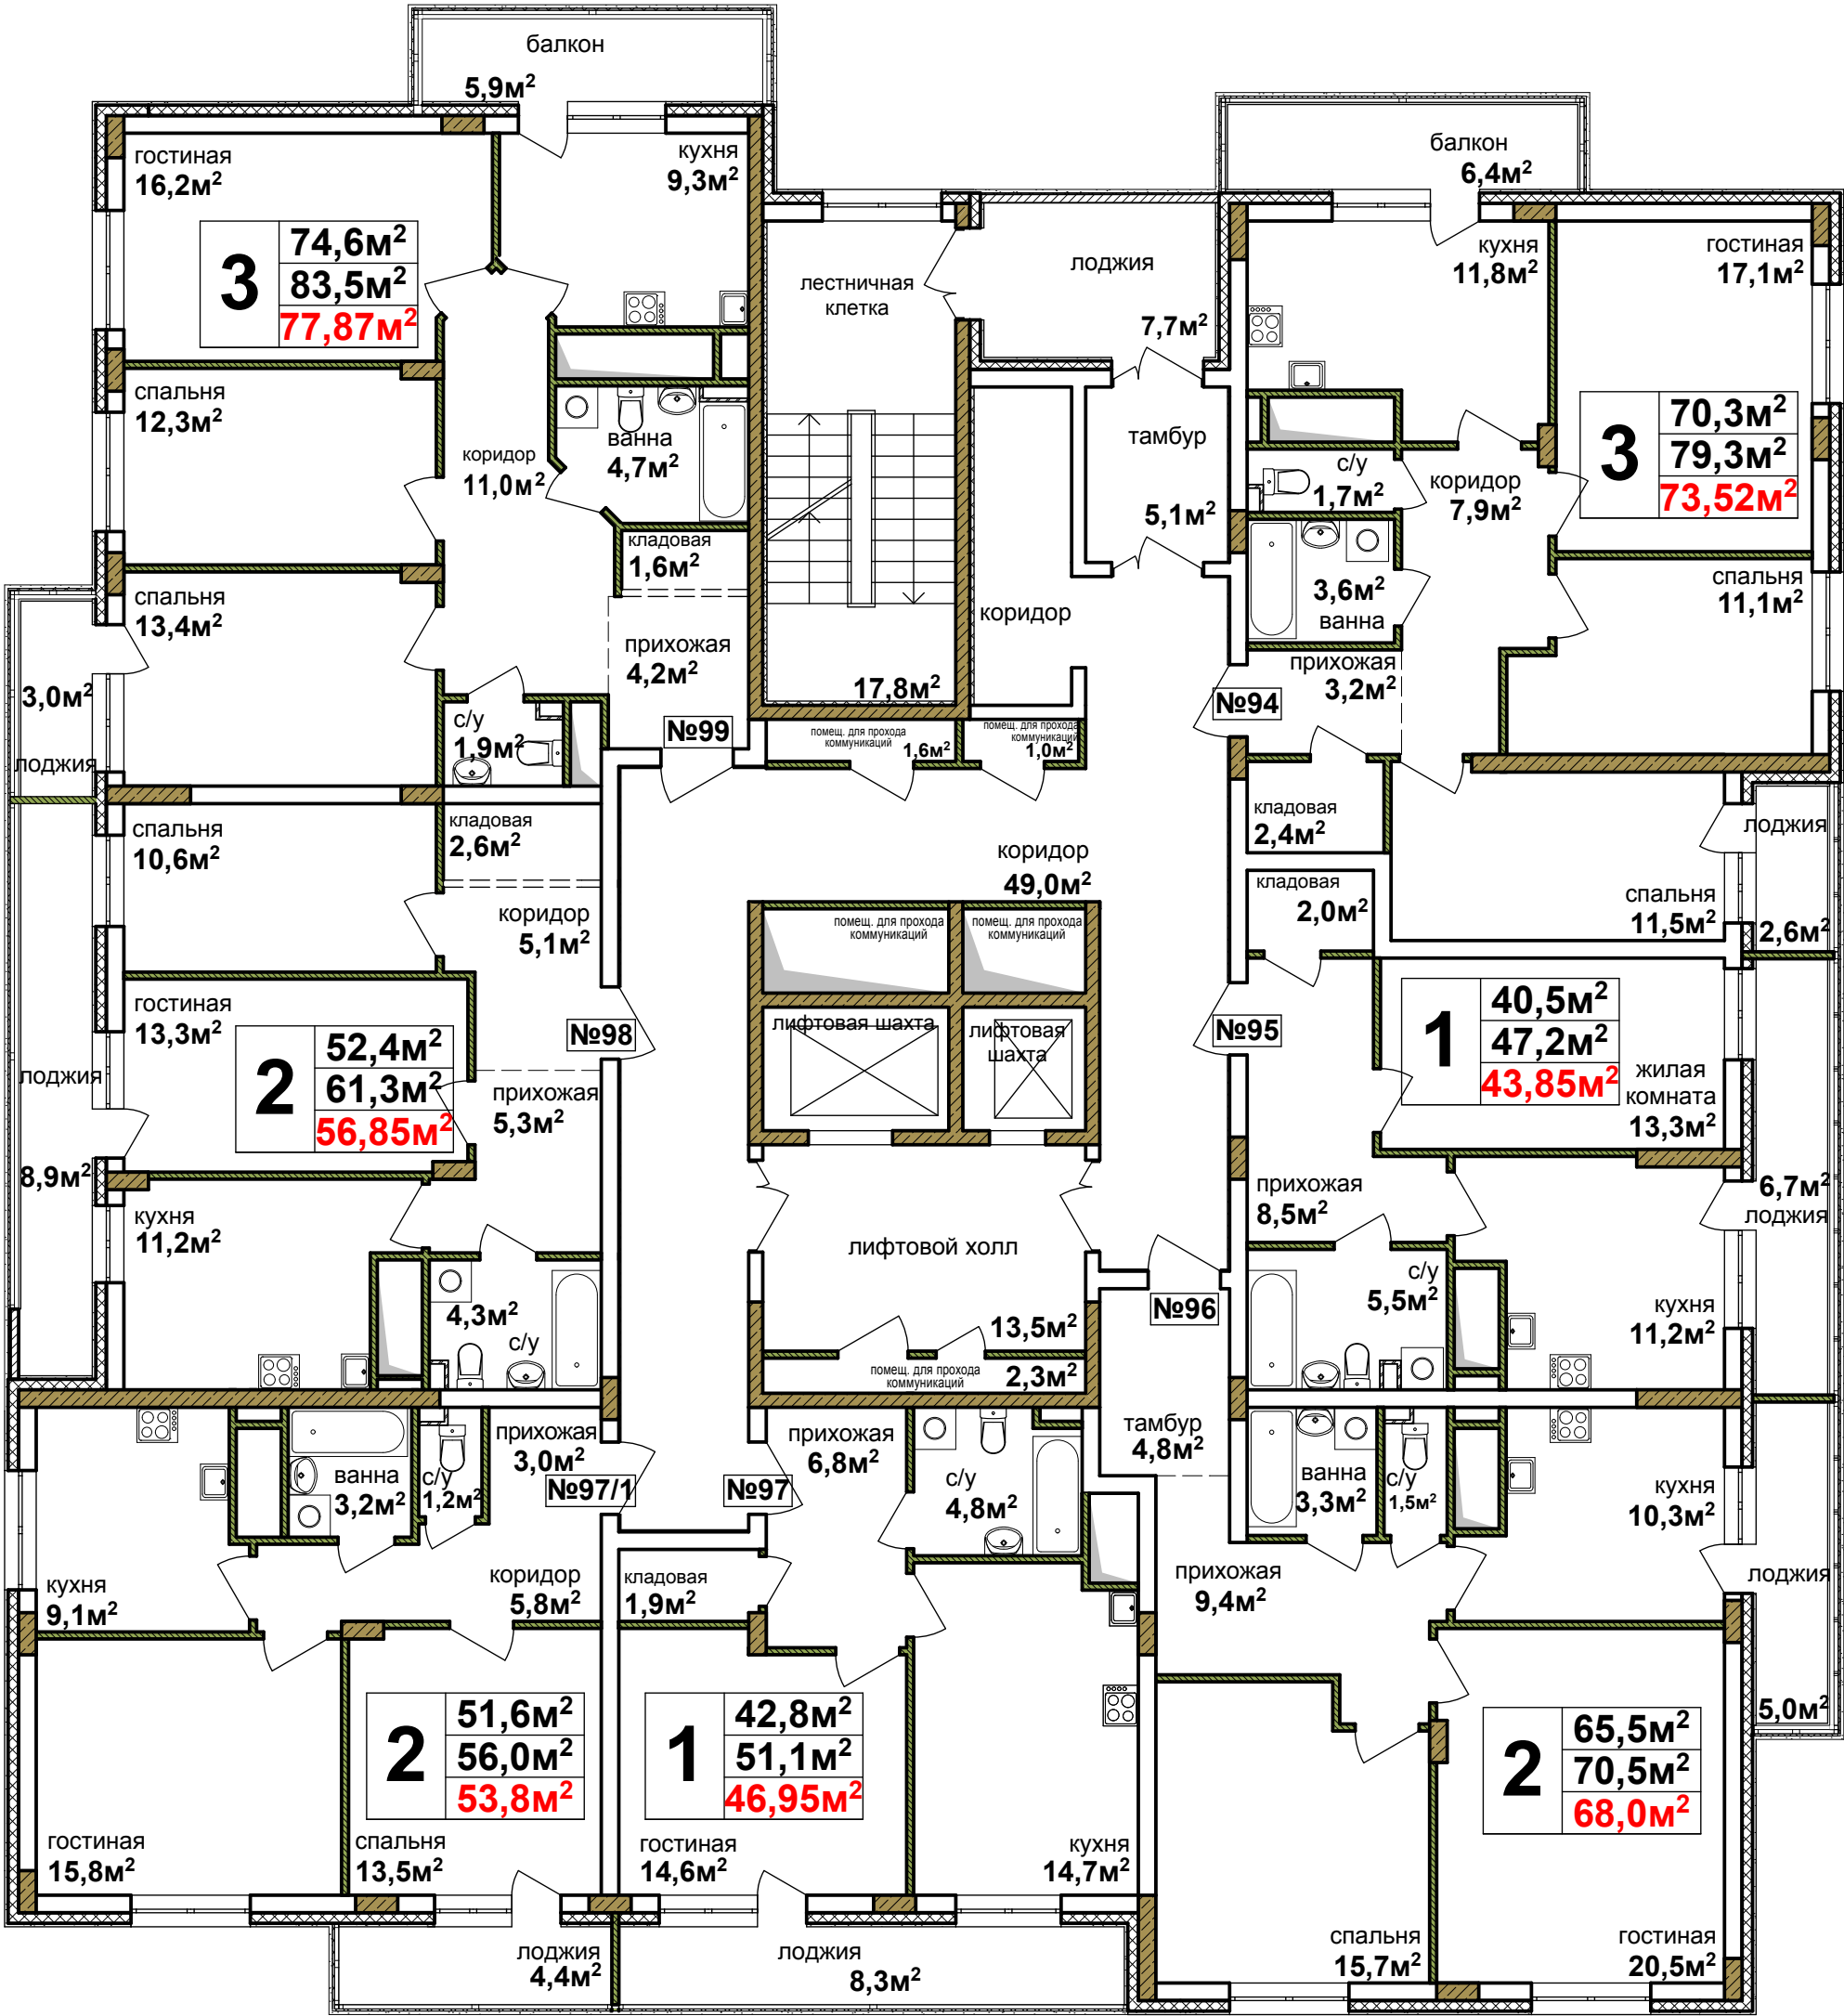 балкон
5,9м²
гостиная
16,2м²
кухня
9,3м²
3
74,6м²
83,5м²
77,87м²
спальня
12,3м²
коридор
11,0м²
ванна
4,7м²
кладовая
1,6м²
спальня
13,4м²
прихожая
4,2м²
3,0м²
лоджия
с/у
1,9м²
№99
лестничная
клетка
17,8м²
лоджия
7,7м²
тамбур
5,1м²
коридор
помещ. для прохода
коммуникаций
1,6м²
помещ. для прохода
коммуникаций
1,0м²
балкон
6,4м²
кухня
11,8м²
гостиная
17,1м²
3
70,3м²
79,3м²
73,52м²
с/у
1,7м²
коридор
7,9м²
3,6м²
ванна
спальня
11,1м²
прихожая
3,2м²
№94
кладовая
2,4м²
лоджия
2,6м²
спальня
11,5м²
спальня
10,6м²
кладовая
2,6м²
коридор
5,1м²
гостиная
13,3м²
2
52,4м²
61,3м²
56,85м²
№98
лоджия
8,9м²
прихожая
5,3м²
кухня
11,2м²
4,3м²
с/у
коридор
49,0м²
помещ. для прохода
коммуникаций
помещ. для прохода
коммуникаций
лифтовая шахта
лифтовая
шахта
лифтовой холл
13,5м²
помещ. для прохода
коммуникаций
2,3м²
кладовая
2,0м²
№95
1
40,5м²
47,2м²
43,85м²
жилая
комната
13,3м²
прихожая
8,5м²
6,7м²
лоджия
с/у
5,5м²
кухня
11,2м²
№96
прихожая
3,0м²
№97/1
ванна
3,2м²
с/у
1,2м²
кухня
9,1м²
коридор
5,8м²
2
51,6м²
56,0м²
53,8м²
гостиная
15,8м²
спальня
13,5м²
лоджия
4,4м²
№97
прихожая
6,8м²
с/у
4,8м²
кладовая
1,9м²
1
42,8м²
51,1м²
46,95м²
гостиная
14,6м²
кухня
14,7м²
лоджия
8,3м²
тамбур
4,8м²
ванна
3,3м²
с/у
1,5м²
кухня
10,3м²
прихожая
9,4м²
лоджия
5,0м²
2
65,5м²
70,5м²
68,0м²
спальня
15,7м²
гостиная
20,5м²